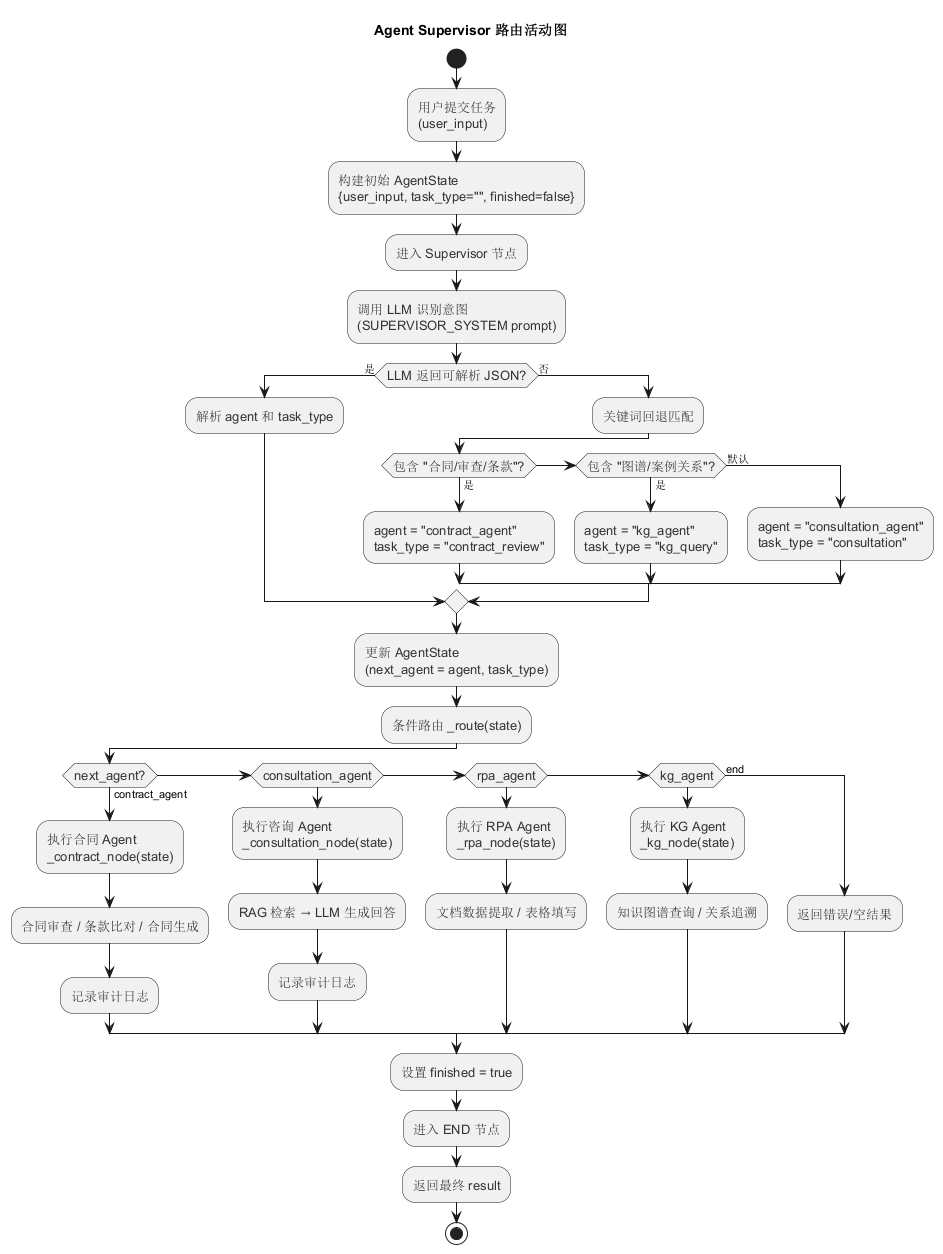 Agent Supervisor 路由活动图
用户提交任务
(user_input)
构建初始 AgentState
{user_input, task_type="", finished=false}
进入 Supervisor 节点
调用 LLM 识别意图
(SUPERVISOR_SYSTEM prompt)
是
LLM 返回可解析 JSON?
否
解析 agent 和 task_type
关键词回退匹配
包含 "合同/审查/条款"?
是
包含 "图谱/案例关系"?
是
默认
agent = "contract_agent"
task_type = "contract_review"
agent = "kg_agent"
task_type = "kg_query"
agent = "consultation_agent"
task_type = "consultation"
更新 AgentState
(next_agent = agent, task_type)
条件路由 _route(state)
next_agent?
contract_agent
consultation_agent
rpa_agent
kg_agent
end
执行合同 Agent
_contract_node(state)
执行咨询 Agent
_consultation_node(state)
执行 RPA Agent
_rpa_node(state)
执行 KG Agent
_kg_node(state)
合同审查 / 条款比对 / 合同生成
RAG 检索 → LLM 生成回答
文档数据提取 / 表格填写
知识图谱查询 / 关系追溯
返回错误/空结果
记录审计日志
记录审计日志
设置 finished = true
进入 END 节点
返回最终 result